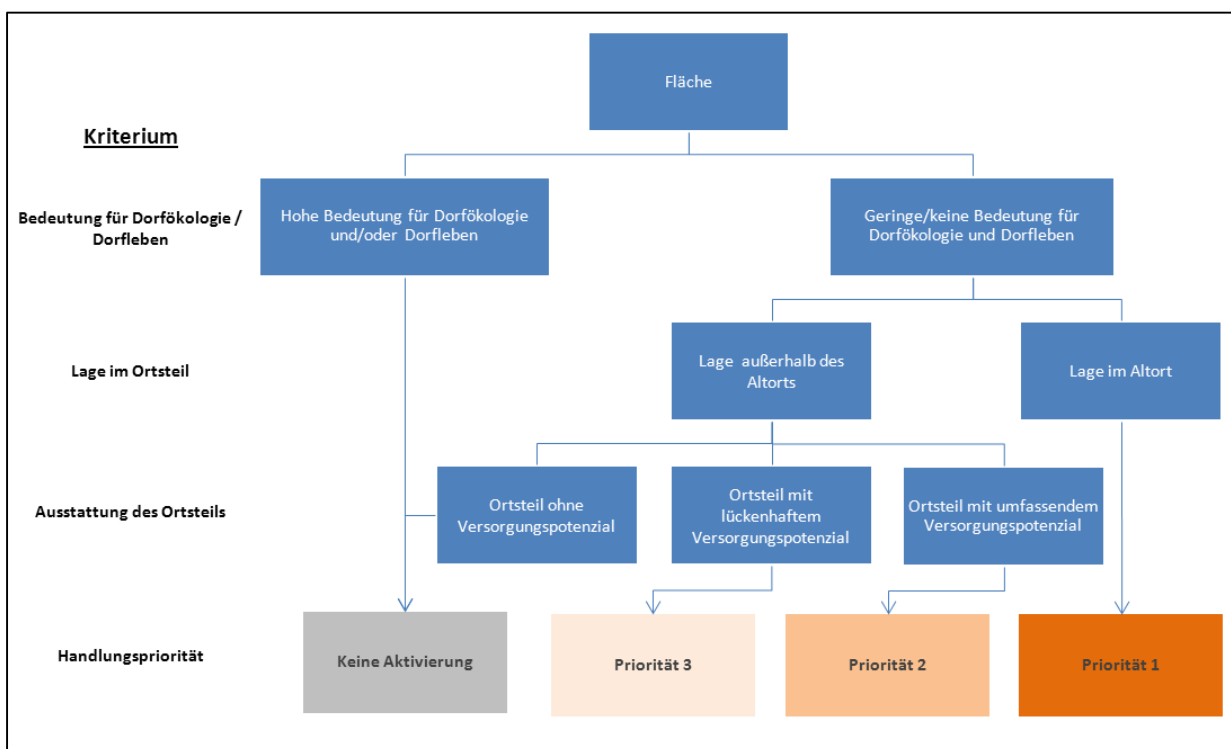 Fläche
Kriterium
Bedeutung für Dorfökologie /
Dorfleben
Hohe Bedeutung für Dorfökologie
und/oder Dorfleben
Geringe/keine Bedeutung für
Dorfökologie und Dorfleben
Lage im Ortsteil
Lage außerhalb des
Altorts
Lage im Altort
Ausstattung des Ortsteils
Ortsteil ohne
Versorgungspotenzial
Ortsteil mit
lückenhaftem
Versorgungspotenzial
Ortsteil mit umfassendem
Versorgungspotenzial
Handlungspriorität
Keine Aktivierung
Priorität 3
Priorität 2
Priorität 1